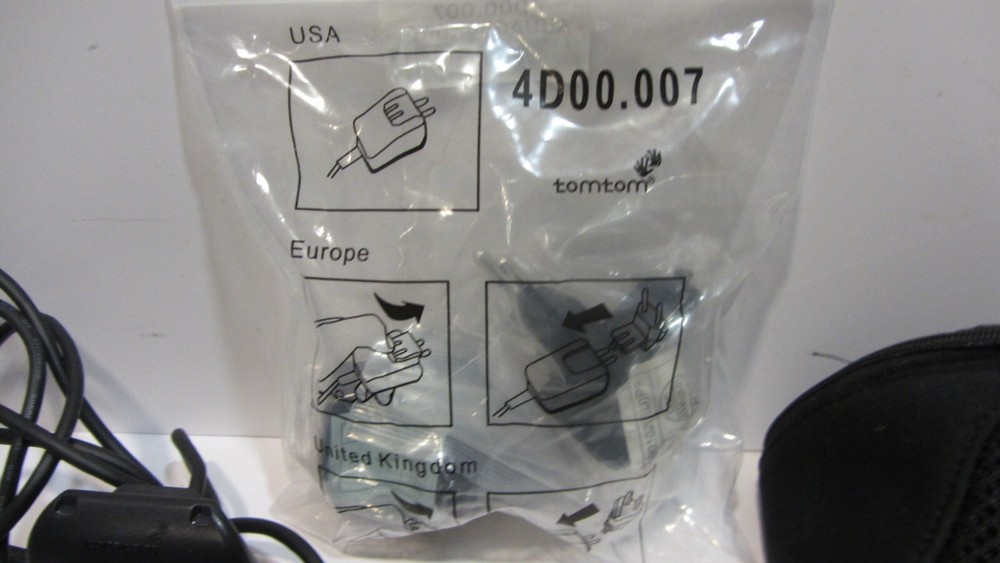 USA
4D00.007
tomtom®
Europe
United Kingdom